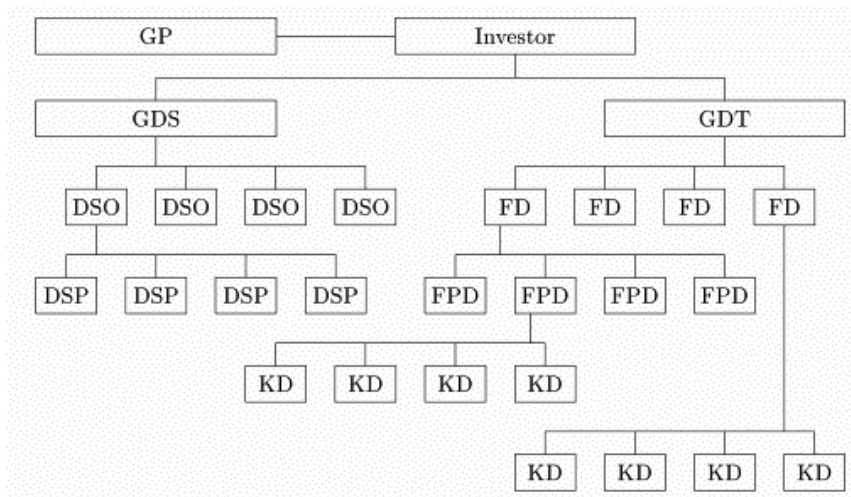 GP Investor
GDS GDT
DSO DSO DSO DSO FD FD FD FD
DSP DSP DSP DSP FPD FPD FPD FPD
KD KD KD KD
KD KD KD KD